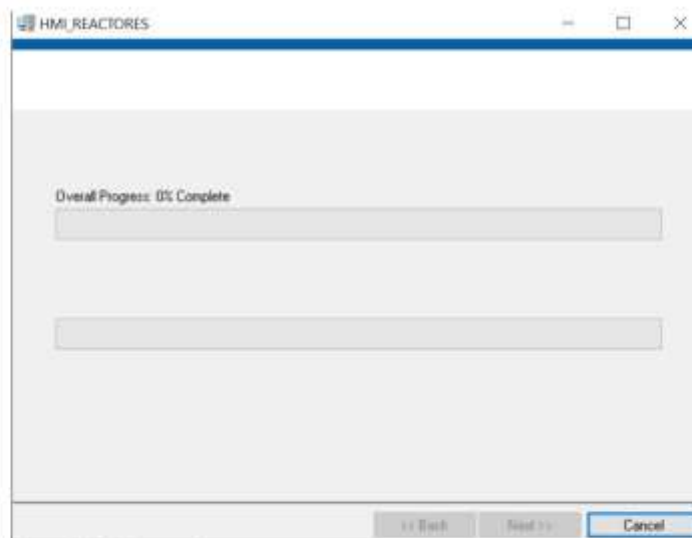 HMI_REACTORES
Overall Progress: 0% Complete
<< Back
Next >>
Cancel